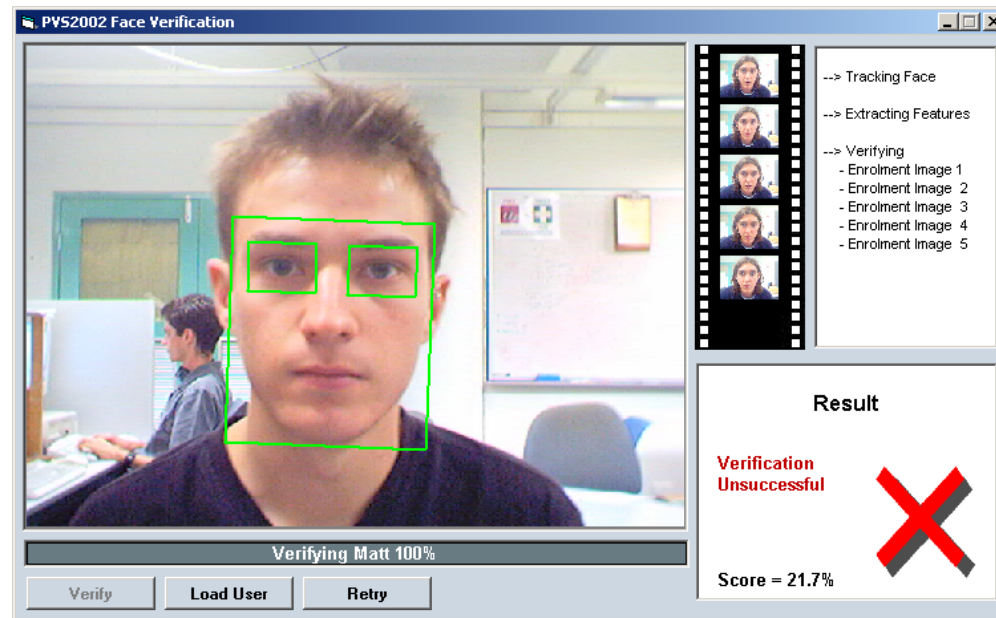 PVS2002 Face Verification
--> Tracking Face
--> Extracting Features
--> Verifying
- Enrolment Image 1
- Enrolment Image 2
- Enrolment Image 3
- Enrolment Image 4
- Enrolment Image 5
Result
Verification
Unsuccessful
Score = 21.7%
Verifying Matt 100%
Verify
Load User
Retry